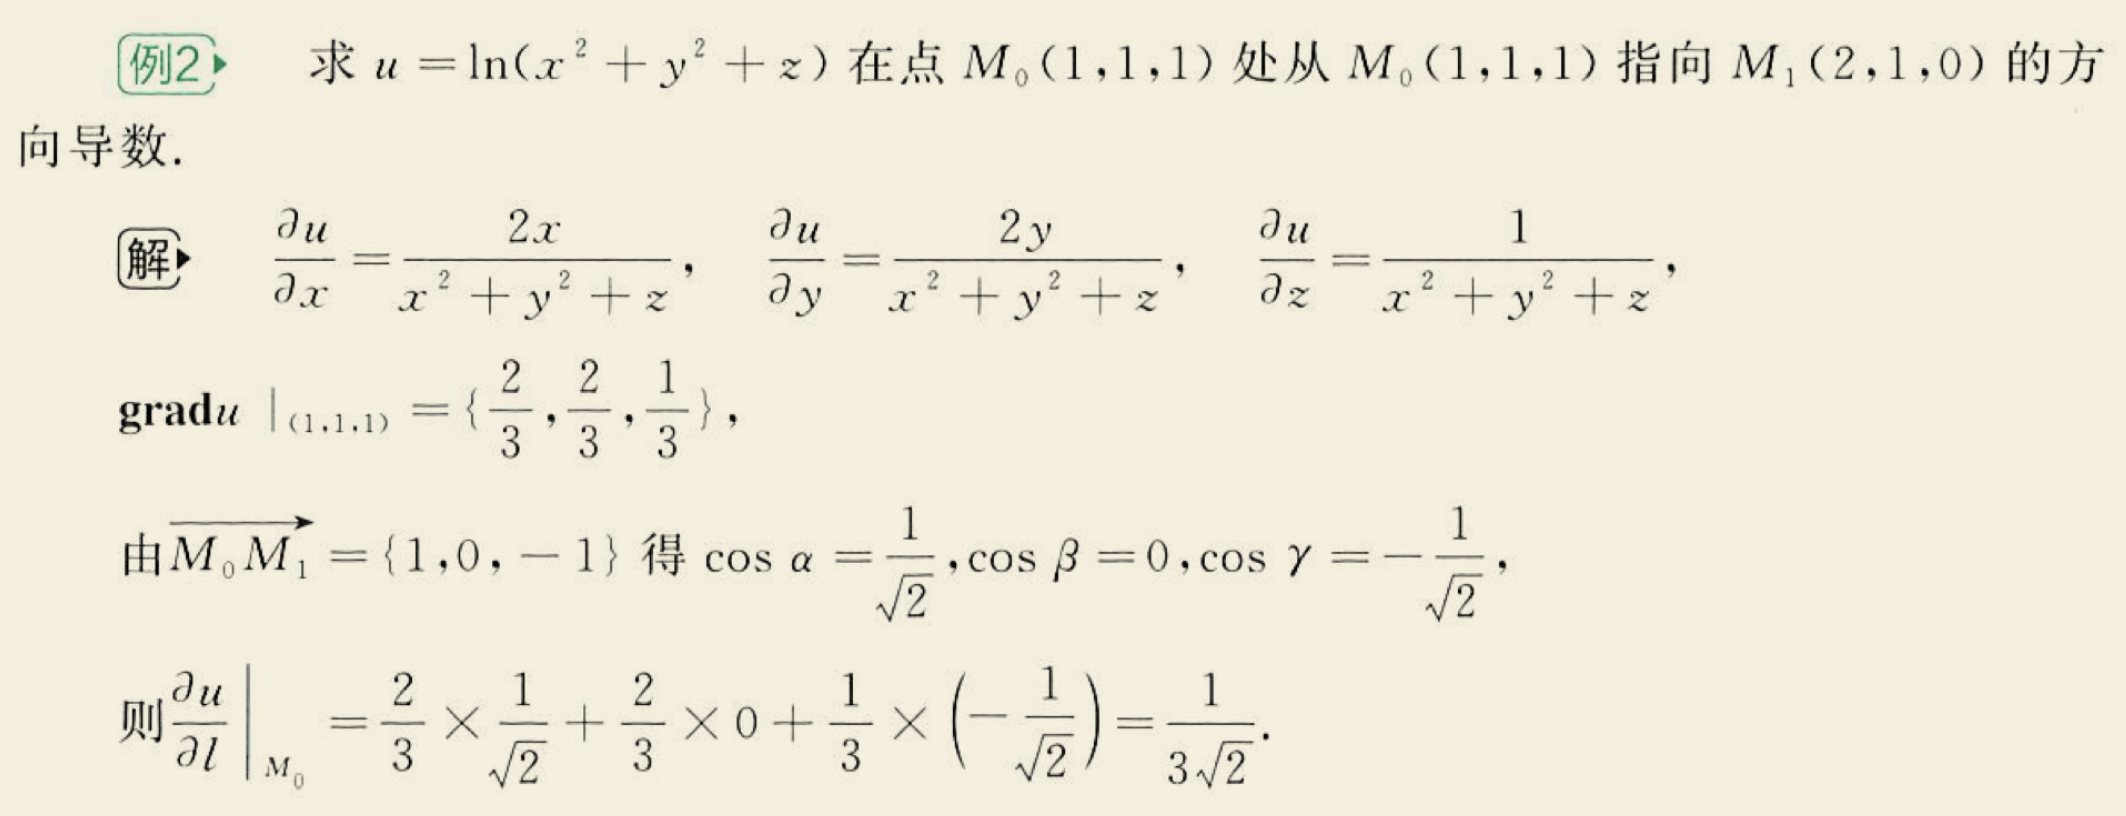 例2 求 u=ln(x²+y²+z) 在点 M₀(1,1,1) 处从 M₀(1,1,1) 指向 M₁(2,1,0) 的方
向导数.
解 ∂u/∂x = 2x/(x²+y²+z), ∂u/∂y = 2y/(x²+y²+z), ∂u/∂z = 1/(x²+y²+z),
gradu |₍₁,₁,₁₎ = {2/3, 2/3, 1/3},
由 $\overrightarrow{M_0M_1}$ = {1,0,-1} 得 cos α = 1/√2, cos β = 0, cos γ = -1/√2,
则 ∂u/∂l |_{M₀} = 2/3 × 1/√2 + 2/3 × 0 + 1/3 × (-1/√2) = 1/(3√2).